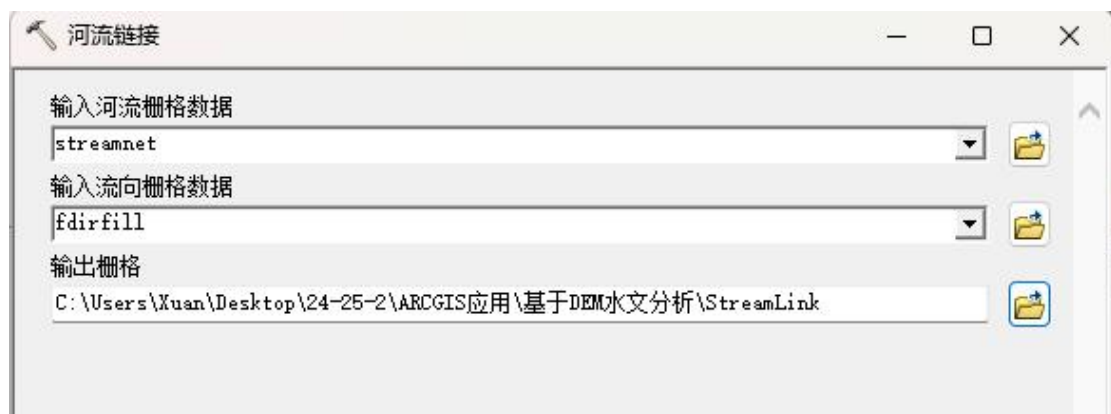 河流链接
输入河流栅格数据
streamnet
输入流向栅格数据
fdirfill
输出栅格
C:\Users\Xuan\Desktop\24-25-2\ARCGIS应用\基于DEM水文分析\StreamLink